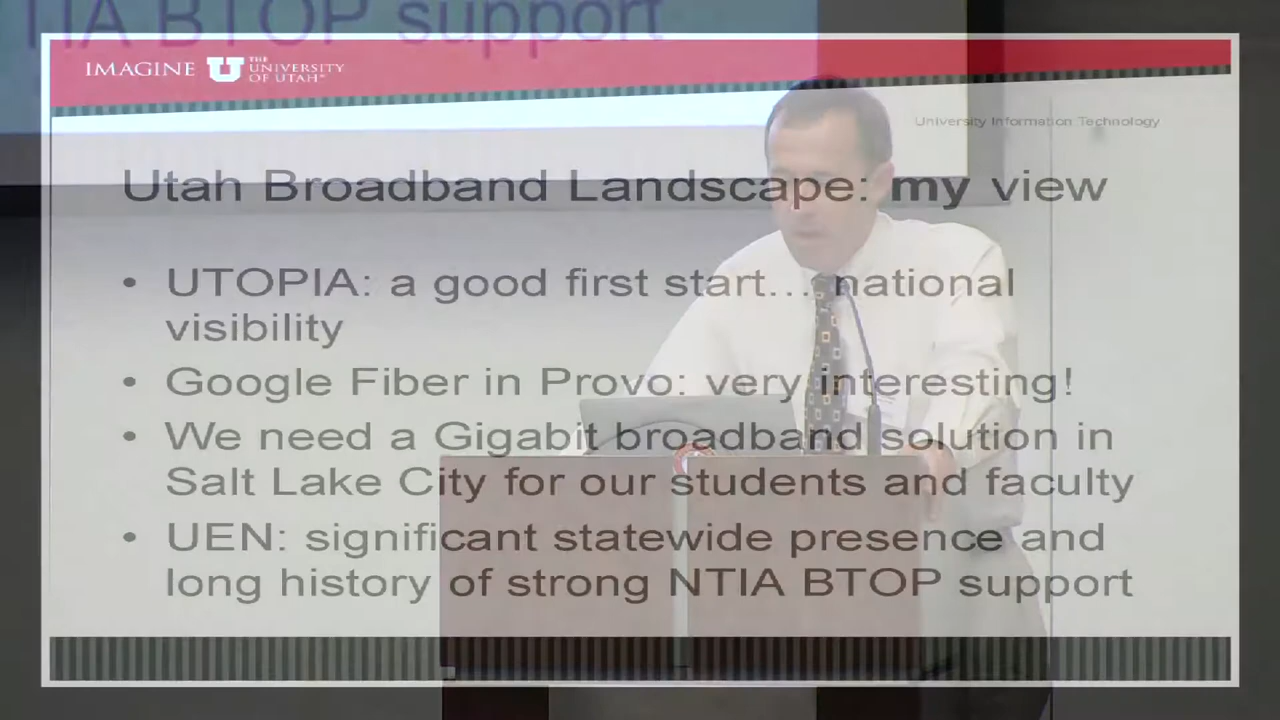 TIA BTOP support
IMAGINE U THE UNIVERSITY OF UTAH
University Information Technology
Utah Broadband Landscape: my view
• UTOPIA: a good first start... national
visibility
• Google Fiber in Provo: very interesting!
• We need a Gigabit broadband solution in
Salt Lake City for our students and faculty
• UEN: significant statewide presence and
long history of strong NTIA BTOP support